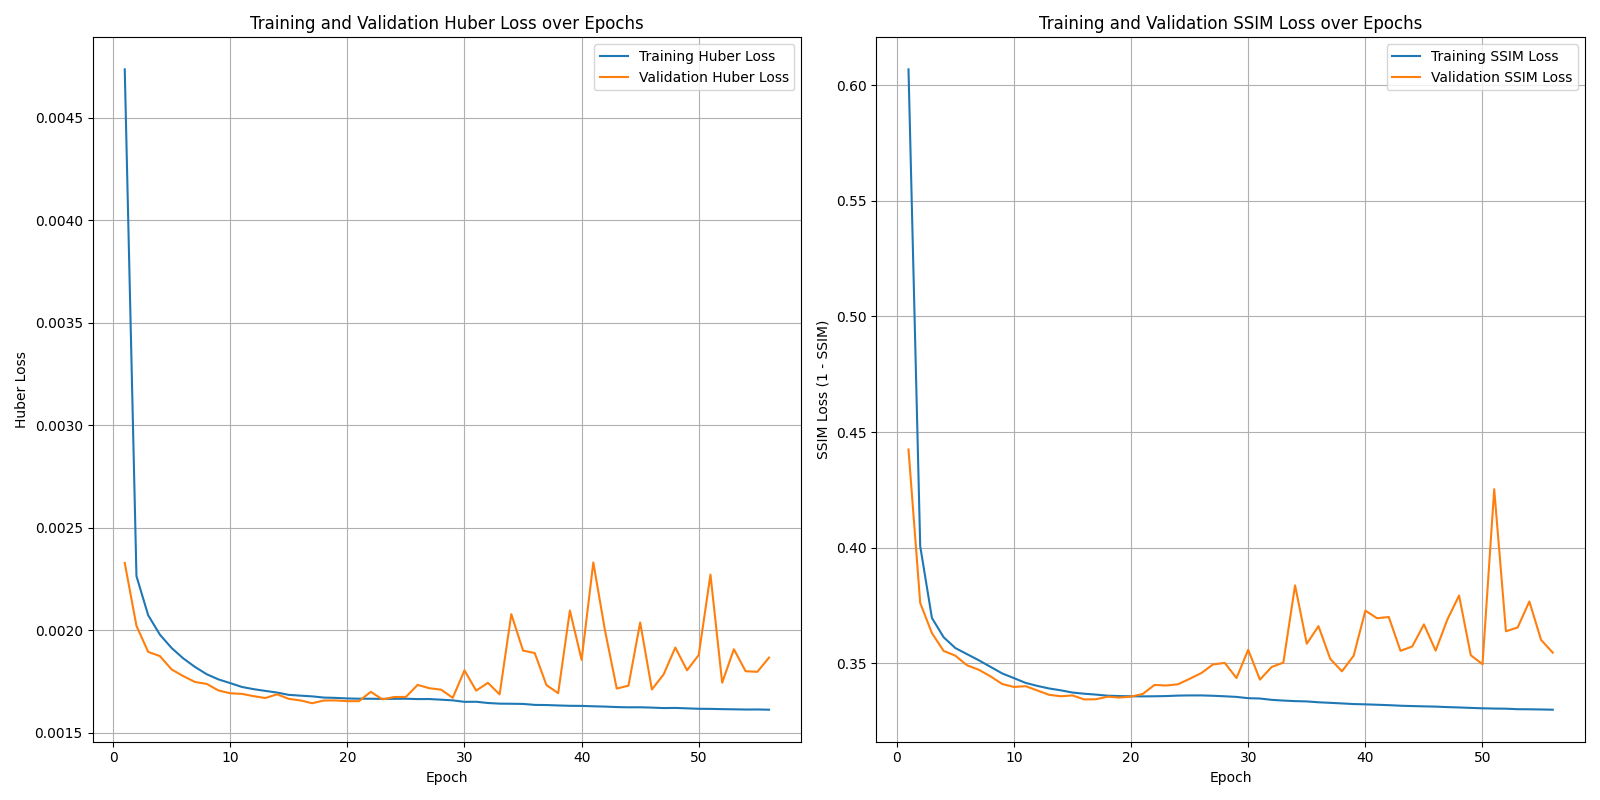 Training and Validation Huber Loss over Epochs
Training Huber Loss
Validation Huber Loss
0.0045
0.0040
0.0035
0.0030
0.0025
0.0020
0.0015
Huber Loss
0 10 20 30 40 50
Epoch
Training and Validation SSIM Loss over Epochs
Training SSIM Loss
Validation SSIM Loss
0.60
0.55
0.50
0.45
0.40
0.35
SSIM Loss (1 - SSIM)
0 10 20 30 40 50
Epoch